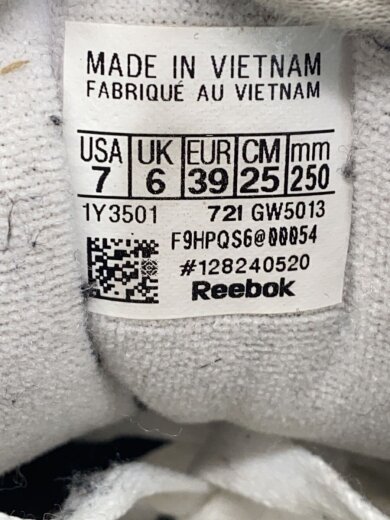 MADE IN VIETNAM
FABRIQUÉ AU VIETNAM
USA UK EUR CM mm
7 6 39 25 250
1Y3501 72I GW5013
F9HPQS6@00054
#128240520
Reebok